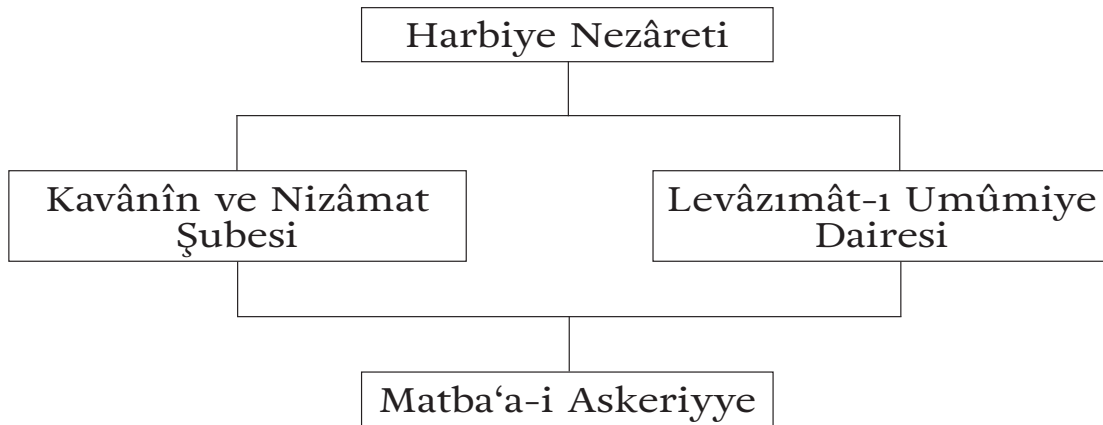 Harbiye Nezâreti
Kavânîn ve Nizâmat
Şubesi
Levâzımât-ı Umûmiye
Dairesi
Matba‘a-i Askeriyye